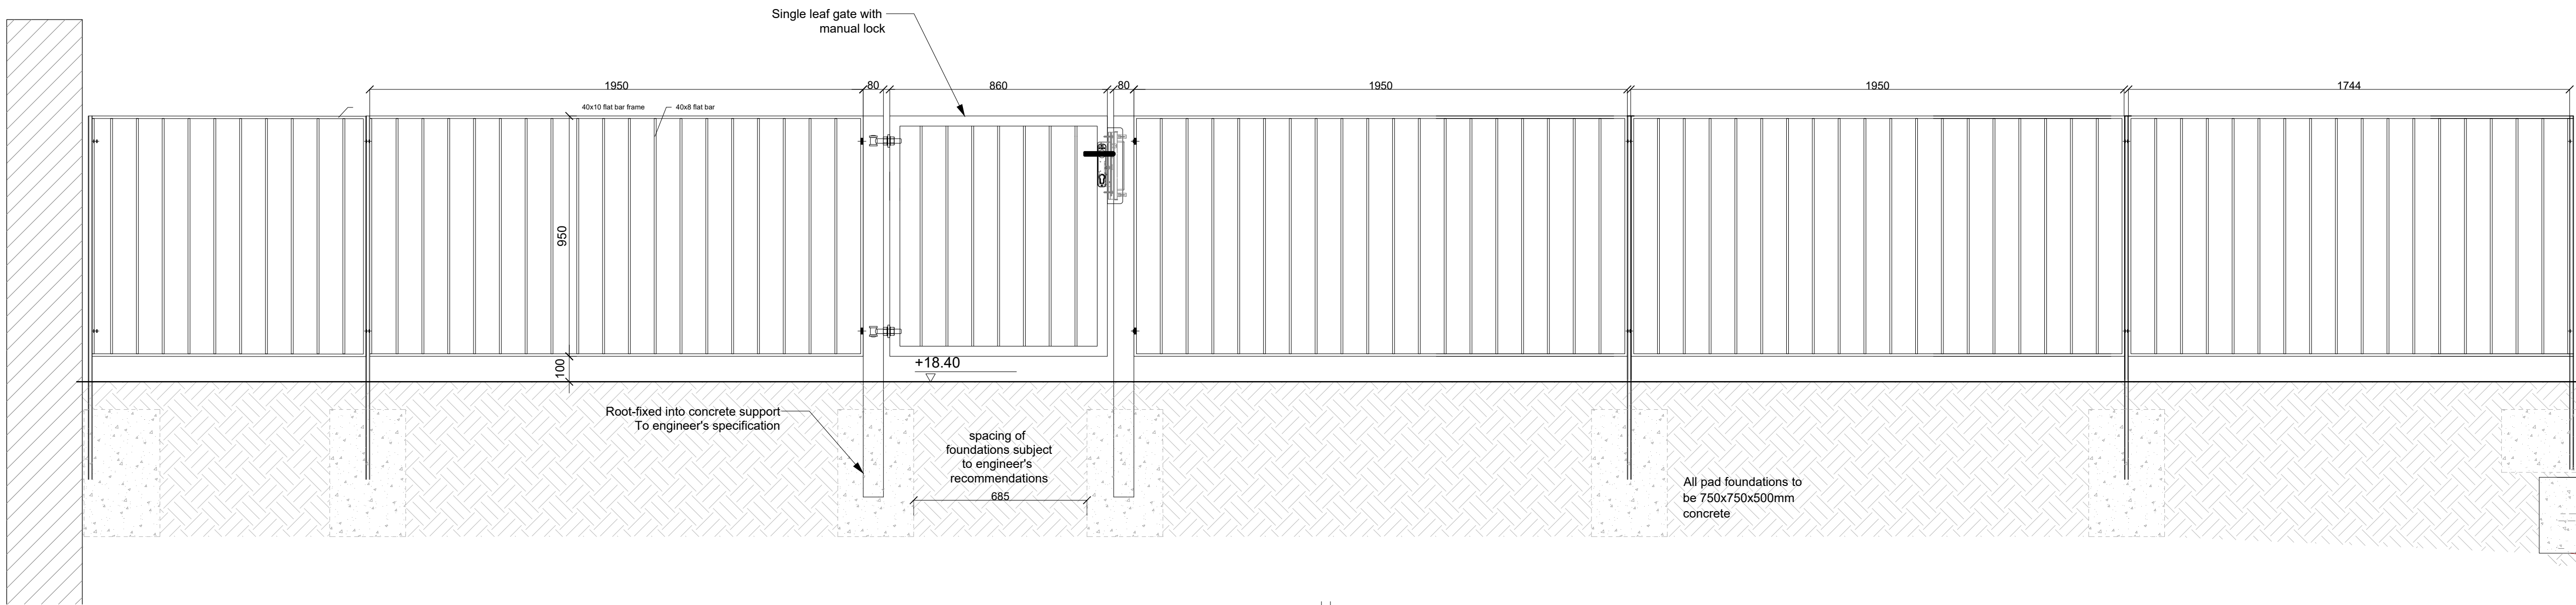 Single leaf gate with
manual lock
1950
80
860
80
1950
1950
1744
40x10 flat bar frame
40x8 flat bar
950
100
+18.40
Root-fixed into concrete support
To engineer's specification
spacing of
foundations subject
to engineer's
recommendations
685
All pad foundations to
be 750x750x500mm
concrete